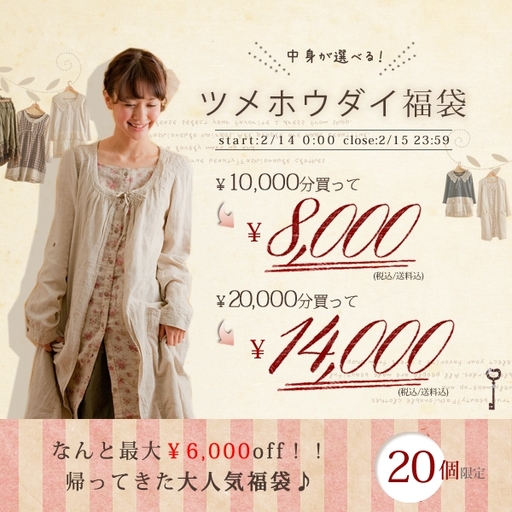 中身が選べる!
ツメホウダイ福袋
start:2/14 0:00 close:2/15 23:59
¥10,000分買って
¥8,000
(税込/送料込)
¥20,000分買って
¥14,000
(税込/送料込)
なんと最大¥6,000off!!
帰ってきた大人気福袋♪
20個限定